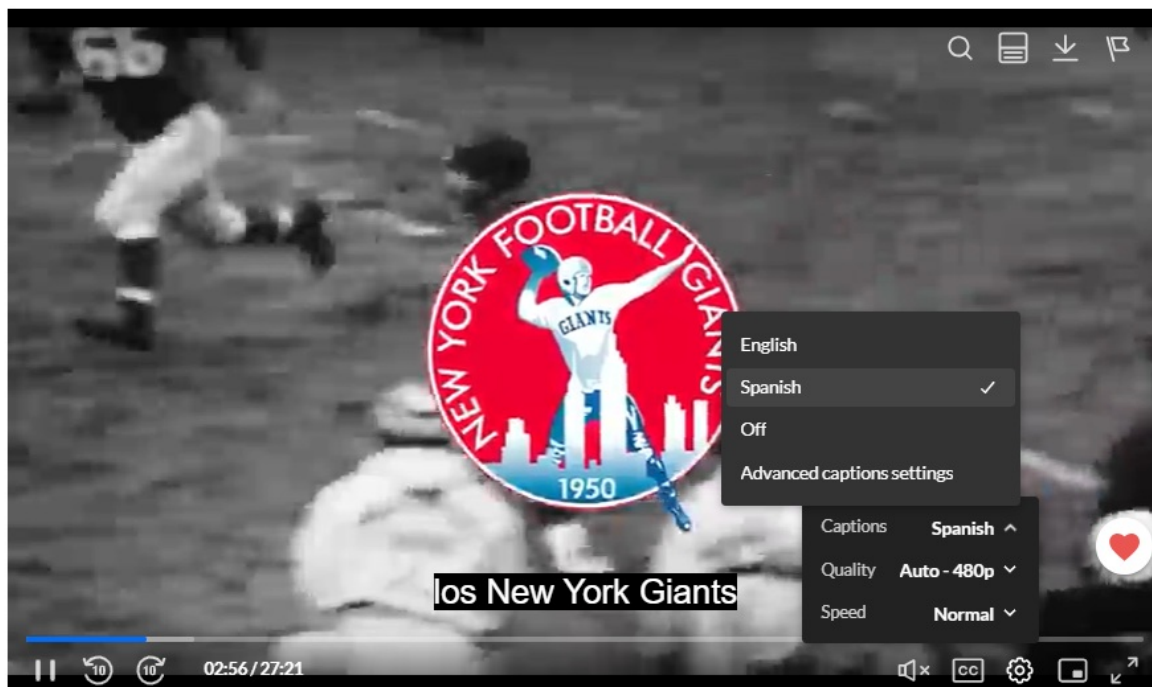 66
NEW YORK FOOTBALL GIANTS
GIANTS
1950
English
Spanish
Off
Advanced captions settings
Captions Spanish
Quality Auto - 480p
Speed Normal
los New York Giants
10 10 02:56 / 27:21 CC